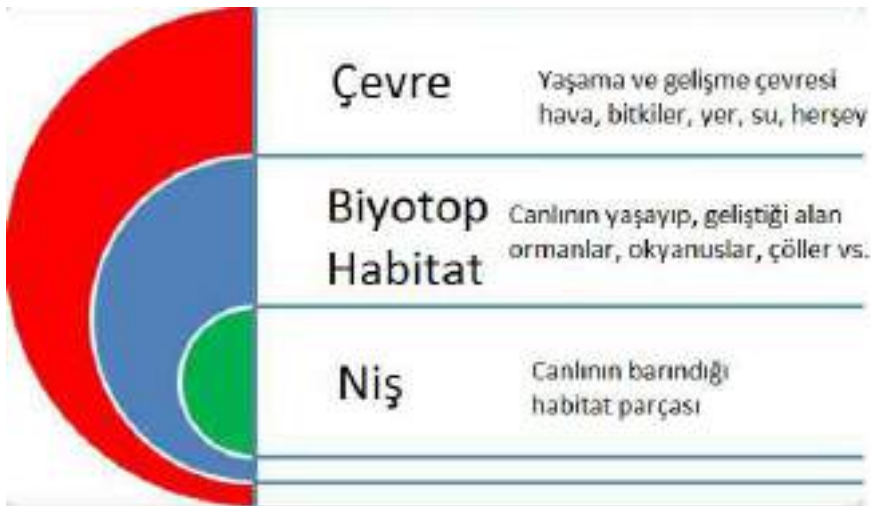 Çevre
Yaşama ve gelişme çevresi
hava, bitkiler, yer, su, herşey
Biyotop
Habitat
Canlının yaşayıp, geliştiği alan
ormanlar, okyanuslar, çöller vs.
Niş
Canlının barındığı
habitat parçası